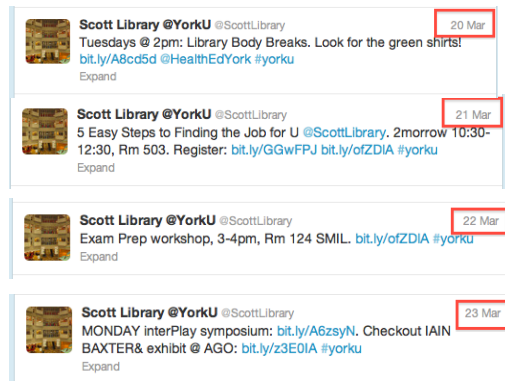 Scott Library @YorkU @ScottLibrary 20 Mar
Tuesdays @ 2pm: Library Body Breaks. Look for the green shirts!
bit.ly/A8cd5d @HealthEdYork #yorku
Expand
Scott Library @YorkU @ScottLibrary 21 Mar
5 Easy Steps to Finding the Job for U @ScottLibrary. 2morrow 10:30-
12:30, Rm 503. Register: bit.ly/GGwFPJ bit.ly/ofZDlA #yorku
Expand
Scott Library @YorkU @ScottLibrary 22 Mar
Exam Prep workshop, 3-4pm, Rm 124 SMIL. bit.ly/ofZDlA #yorku
Expand
Scott Library @YorkU @ScottLibrary 23 Mar
MONDAY interPlay symposium: bit.ly/A6zsyN. Checkout IAIN
BAXTER& exhibit @ AGO: bit.ly/z3E0IA #yorku
Expand